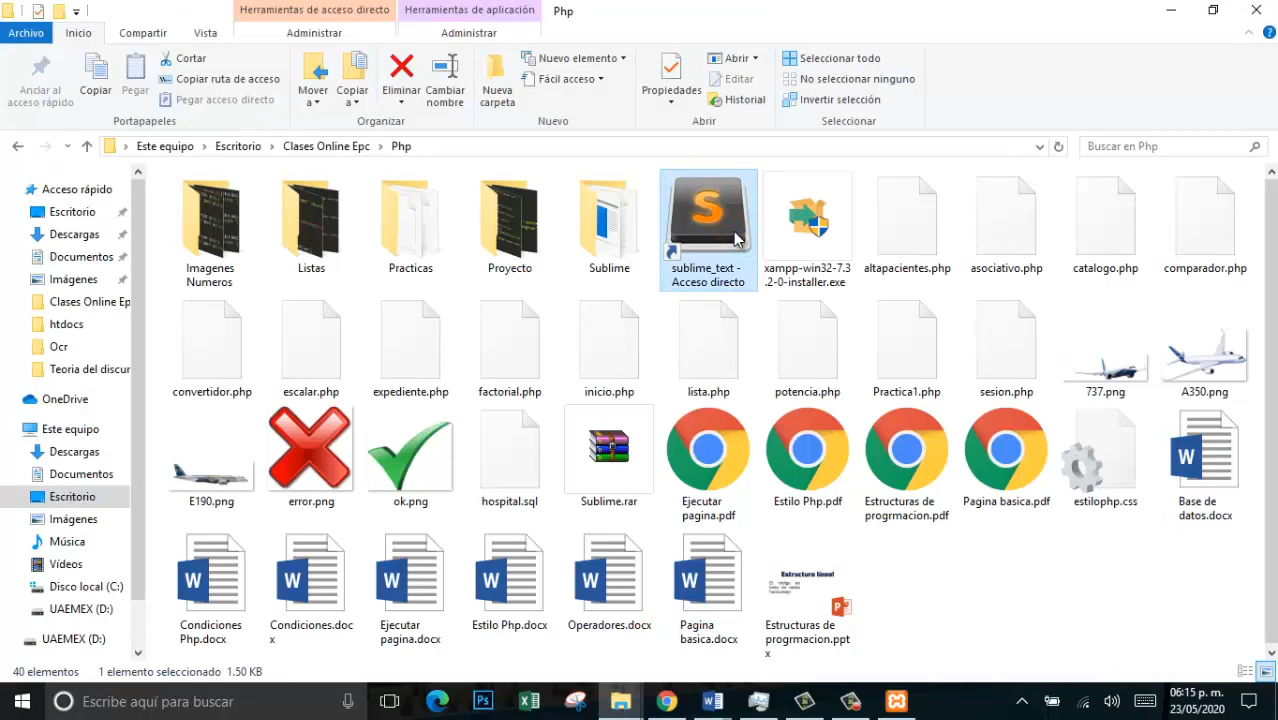 Herramientas de acceso directo
Herramientas de aplicación
Php
Archivo
Inicio
Compartir
Vista
Administrar
Administrar
Anclar al
acceso rápido
Copiar
Pegar
Cortar
Copiar ruta de acceso
Pegar acceso directo
Portapapeles
Mover
a
Copiar
a
Eliminar
Cambiar
nombre
Organizar
Nueva
carpeta
Nuevo elemento
Fácil acceso
Nuevo
Propiedades
Abrir
Editar
Historial
Abrir
Seleccionar todo
No seleccionar ninguno
Invertir selección
Seleccionar
Este equipo > Escritorio > Clases Online Epc > Php
Buscar en Php
Acceso rápido
Escritorio
Descargas
Documentos
Imágenes
Clases Online Ep
htdocs
Ocr
Teoria del discur
OneDrive
Este equipo
Descargas
Documentos
Escritorio
Imágenes
Música
Vídeos
Disco local (C:)
UAEMEX (D:)
UAEMEX (D:)
Imagenes
Numeros
Listas
Practicas
Proyecto
Sublime
S
sublime_text -
Acceso directo
xampp-win32-7.3
.2-0-installer.exe
altapacientes.php
asociativo.php
catalogo.php
comparador.php
convertidor.php
escalar.php
expediente.php
factorial.php
inicio.php
lista.php
potencia.php
Practica1.php
sesion.php
737.png
A350.png
E190.png
error.png
ok.png
hospital.sql
Sublime.rar
Ejecutar
pagina.pdf
Estilo Php.pdf
Estructuras de
progrmacion.pdf
Pagina basica.pdf
estilophp.css
W
Base de
datos.docx
W
Condiciones
Php.docx
W
Condiciones.doc
x
W
Ejecutar
pagina.docx
W
Estilo Php.docx
W
Operadores.docx
W
Pagina
basica.docx
Estructura lineal
P
Estructuras de
progrmacion.ppt
x
40 elementos
1 elemento seleccionado 1.50 KB
Escribe aquí para buscar
Ps
06:15 p. m.
23/05/2020